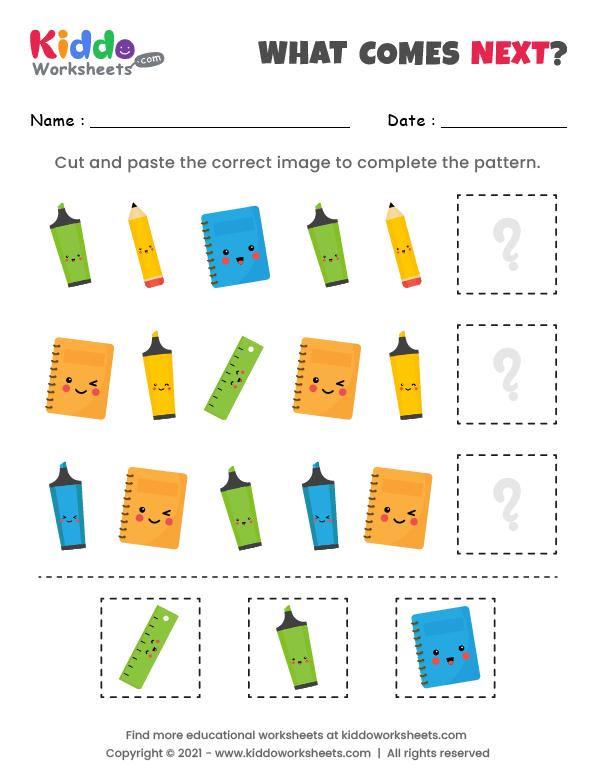 Kiddo
Worksheets
.com
WHAT COMES NEXT?
Name :
Date :
Cut and paste the correct image to complete the pattern.
?
?
?
Find more educational worksheets at kiddoworksheets.com
Copyright © 2021 - www.kiddoworksheets.com | All rights reserved